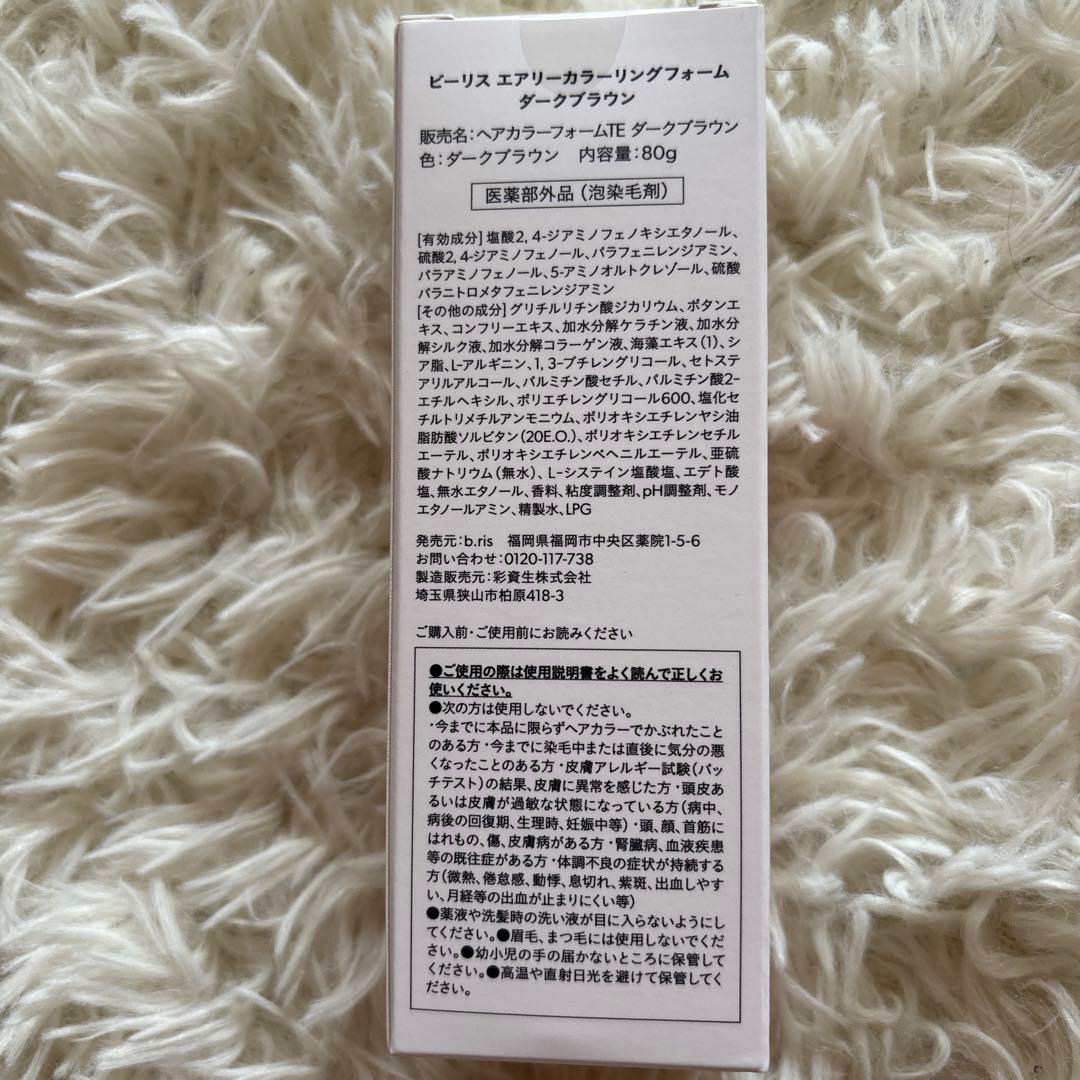 ビーリス エアリーカラーリングフォーム
ダークブラウン
販売名：ヘアカラーフォームTE ダークブラウン
色：ダークブラウン 内容量：80g
医薬部外品（泡染毛剤）
[有効成分] 塩酸2, 4-ジアミノフェノキシエタノール、
硫酸2, 4-ジアミノフェノール、パラフェニレンジアミン、
パラアミノフェノール、5-アミノオルトクレゾール、硫酸
パラニトロメタフェニレンジアミン
[その他の成分] グリチルリチン酸ジカリウム、ボタンエ
キス、コンフリーエキス、加水分解ケラチン液、加水分
解シルク液、加水分解コラーゲン液、海藻エキス（1）、シ
ア脂、L-アルギニン、1, 3-ブチレングリコール、セトステ
アリルアルコール、パルミチン酸セチル、パルミチン酸2-
エチルヘキシル、ポリエチレングリコール600、塩化セ
チルトリメチルアンモニウム、ポリオキシエチレンヤシ油
脂肪酸ソルビタン（20E.O.）、ポリオキシエチレンセチル
エーテル、ポリオキシエチレンベヘニルエーテル、亜硫
酸ナトリウム（無水）、L-システイン塩酸塩、エデト酸
塩、無水エタノール、香料、粘度調整剤、pH調整剤、モノ
エタノールアミン、精製水、LPG
発売元：b.ris 福岡県福岡市中央区薬院1-5-6
お問い合わせ：0120-117-738
製造販売元：彩資生株式会社
埼玉県狭山市柏原418-3
ご購入前・ご使用前にお読みください
●ご使用の際は使用説明書をよく読んで正しくお
使いください。
●次の方は使用しないでください。
・今までに本品に限らずヘアカラーでかぶれたこと
のある方・今までに染毛中または直後に気分の悪
くなったことのある方・皮膚アレルギー試験（パッ
チテスト）の結果、皮膚に異常を感じた方・頭皮あ
るいは皮膚が過敏な状態になっている方（病中、
病後の回復期、生理時、妊娠中等）・頭、顔、首筋に
はれもの、傷、皮膚病がある方・腎臓病、血液疾患
等の既往症がある方・体調不良の症状が持続する
方（微熱、倦怠感、動悸、息切れ、紫斑、出血しやす
い、月経等の出血が止まりにくい等）
●薬液や洗髪時の洗い液が目に入らないようにし
てください。●眉毛、まつ毛には使用しないでくだ
さい。●幼小児の手の届かないところに保管して
ください。●高温や直射日光を避けて保管してく
ださい。